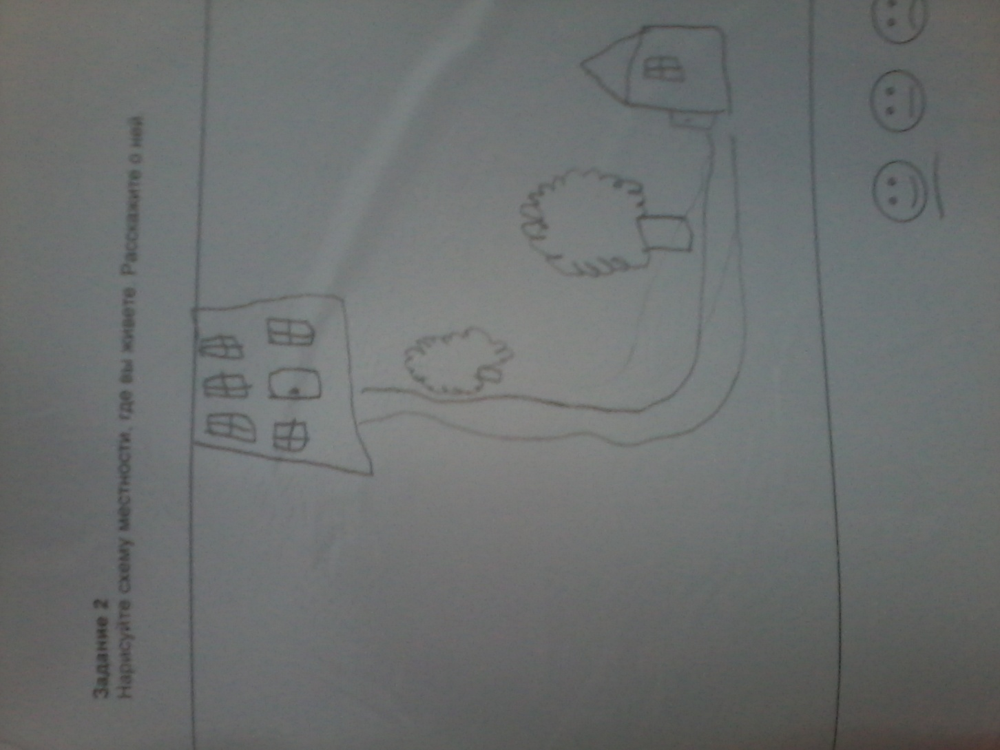 Задание 2
Нарисуйте схему местности, где вы живете. Расскажите о ней